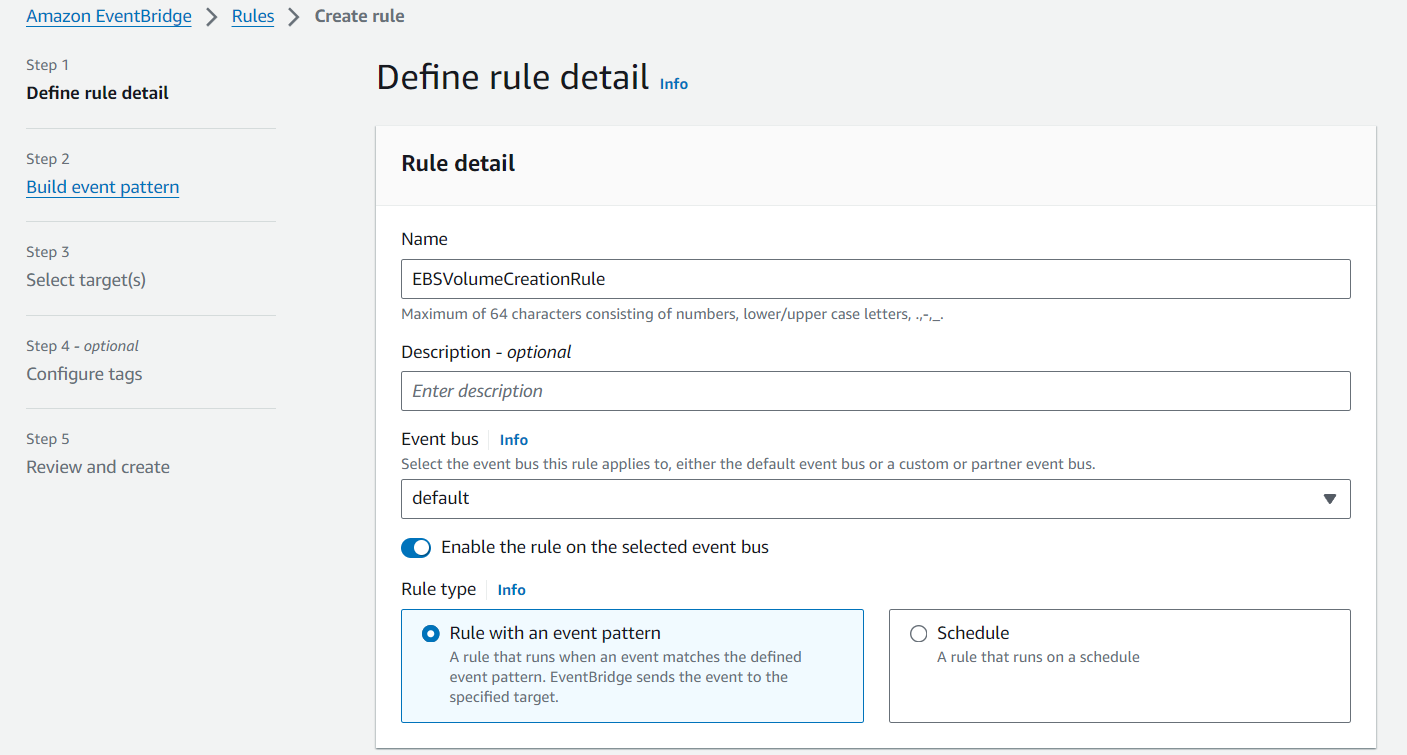 Amazon EventBridge > Rules > Create rule
Step 1
Define rule detail
Step 2
Build event pattern
Step 3
Select target(s)
Step 4 - optional
Configure tags
Step 5
Review and create
Define rule detail Info
Rule detail
Name
EBSVolumeCreationRule
Maximum of 64 characters consisting of numbers, lower/upper case letters, .,-,_.
Description - optional
Enter description
Event bus Info
Select the event bus this rule applies to, either the default event bus or a custom or partner event bus.
default
Enable the rule on the selected event bus
Rule type Info
Rule with an event pattern
A rule that runs when an event matches the defined
event pattern. EventBridge sends the event to the
specified target.
Schedule
A rule that runs on a schedule